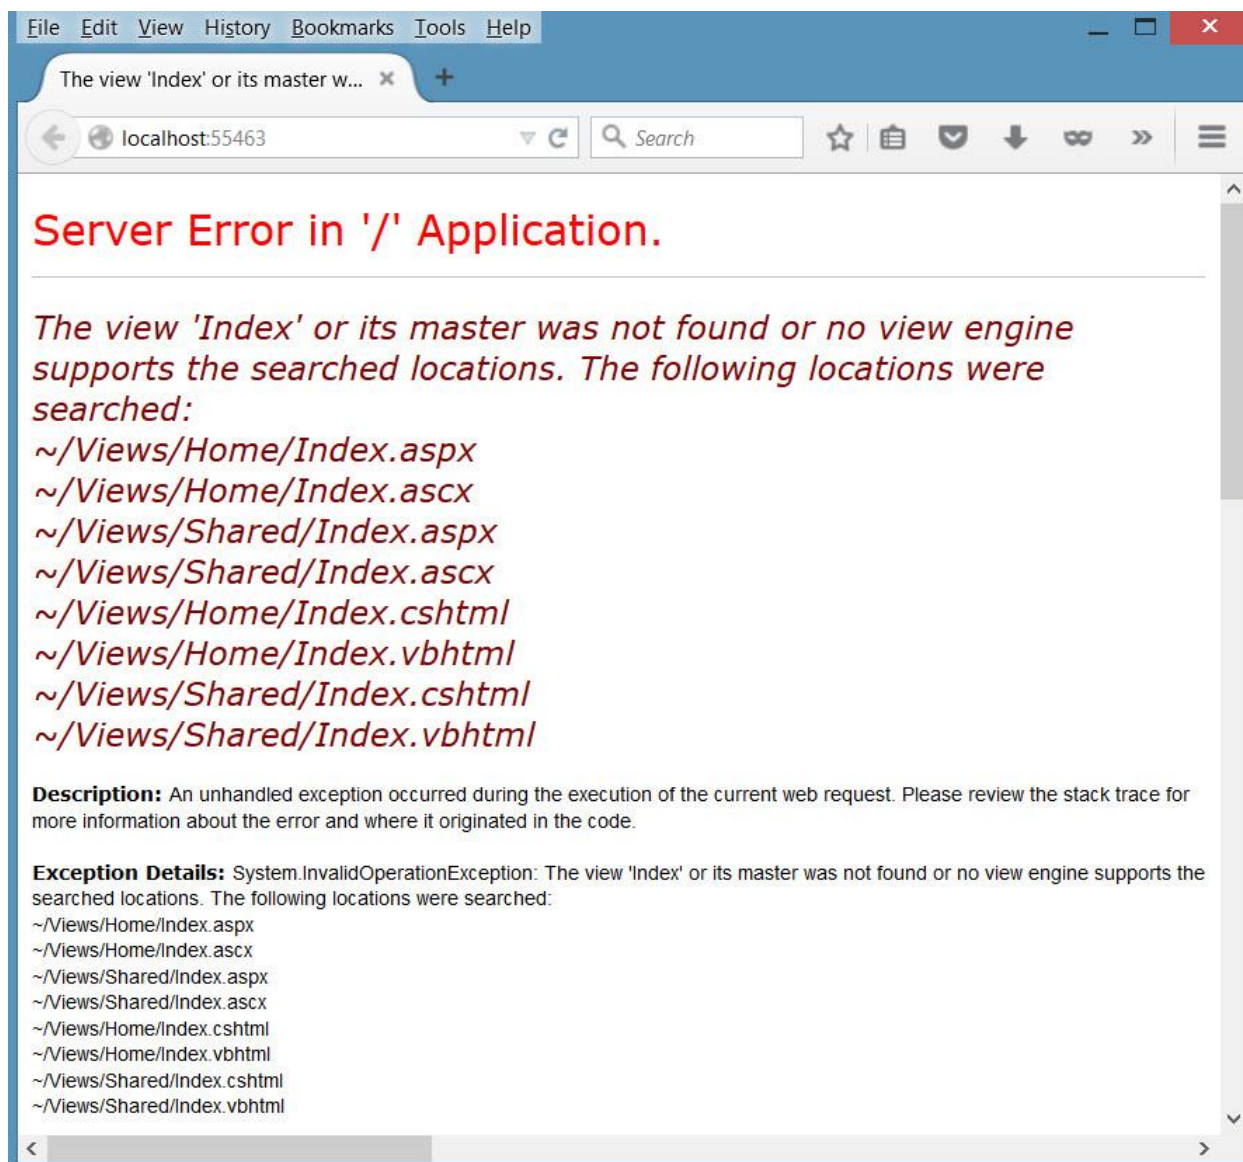 File Edit View History Bookmarks Tools Help
The view 'Index' or its master w...
localhost:55463
Search
Server Error in '/' Application.
The view 'Index' or its master was not found or no view engine
supports the searched locations. The following locations were
searched:
~/Views/Home/Index.aspx
~/Views/Home/Index.ascx
~/Views/Shared/Index.aspx
~/Views/Shared/Index.ascx
~/Views/Home/Index.cshtml
~/Views/Home/Index.vbhtml
~/Views/Shared/Index.cshtml
~/Views/Shared/Index.vbhtml
Description: An unhandled exception occurred during the execution of the current web request. Please review the stack trace for
more information about the error and where it originated in the code.
Exception Details: System.InvalidOperationException: The view 'Index' or its master was not found or no view engine supports the
searched locations. The following locations were searched:
~/Views/Home/Index.aspx
~/Views/Home/Index.ascx
~/Views/Shared/Index.aspx
~/Views/Shared/Index.ascx
~/Views/Home/Index.cshtml
~/Views/Home/Index.vbhtml
~/Views/Shared/Index.cshtml
~/Views/Shared/Index.vbhtml